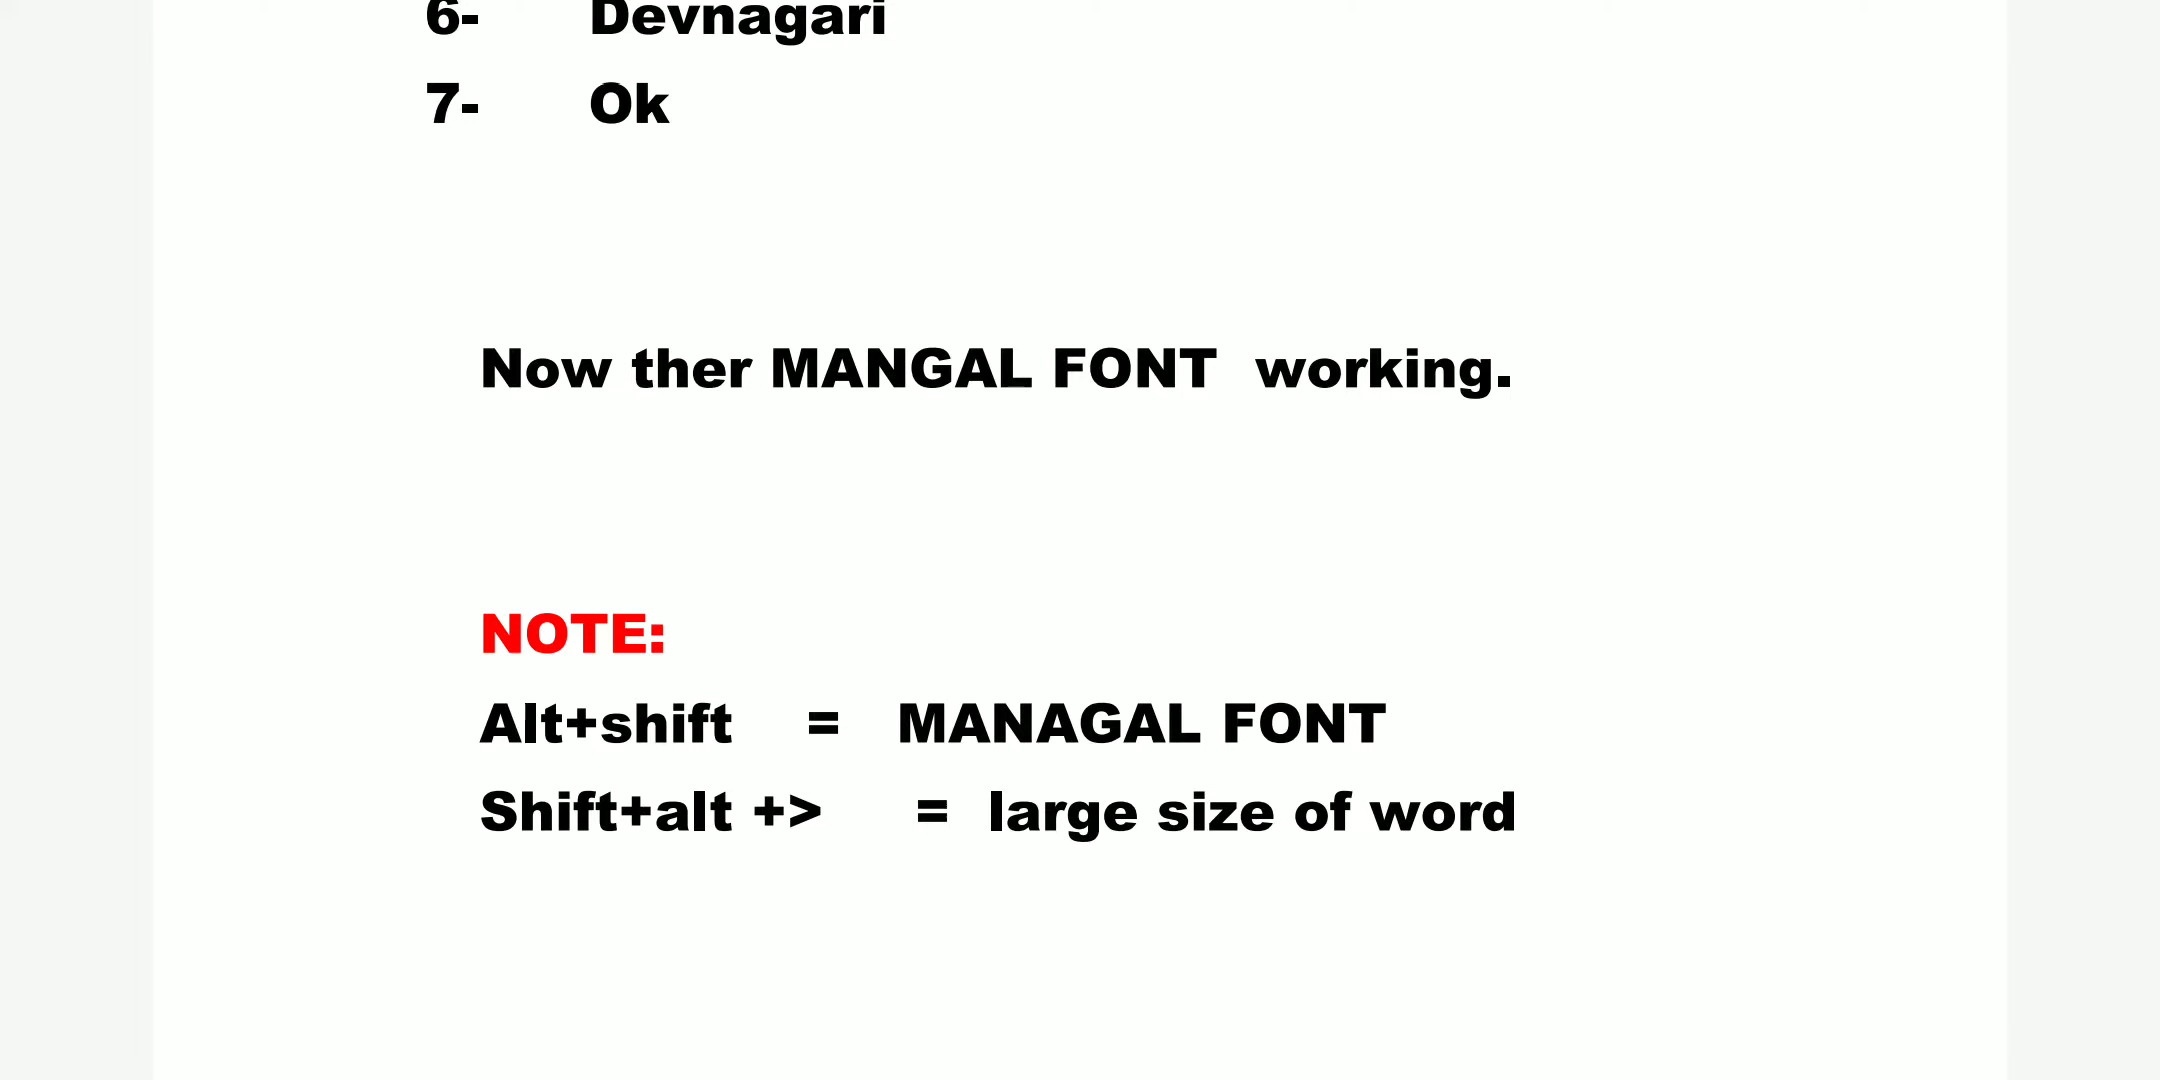 6- Devnagari
7- Ok
Now ther MANGAL FONT working.
NOTE:
Alt+shift = MANAGAL FONT
Shift+alt +> = large size of word